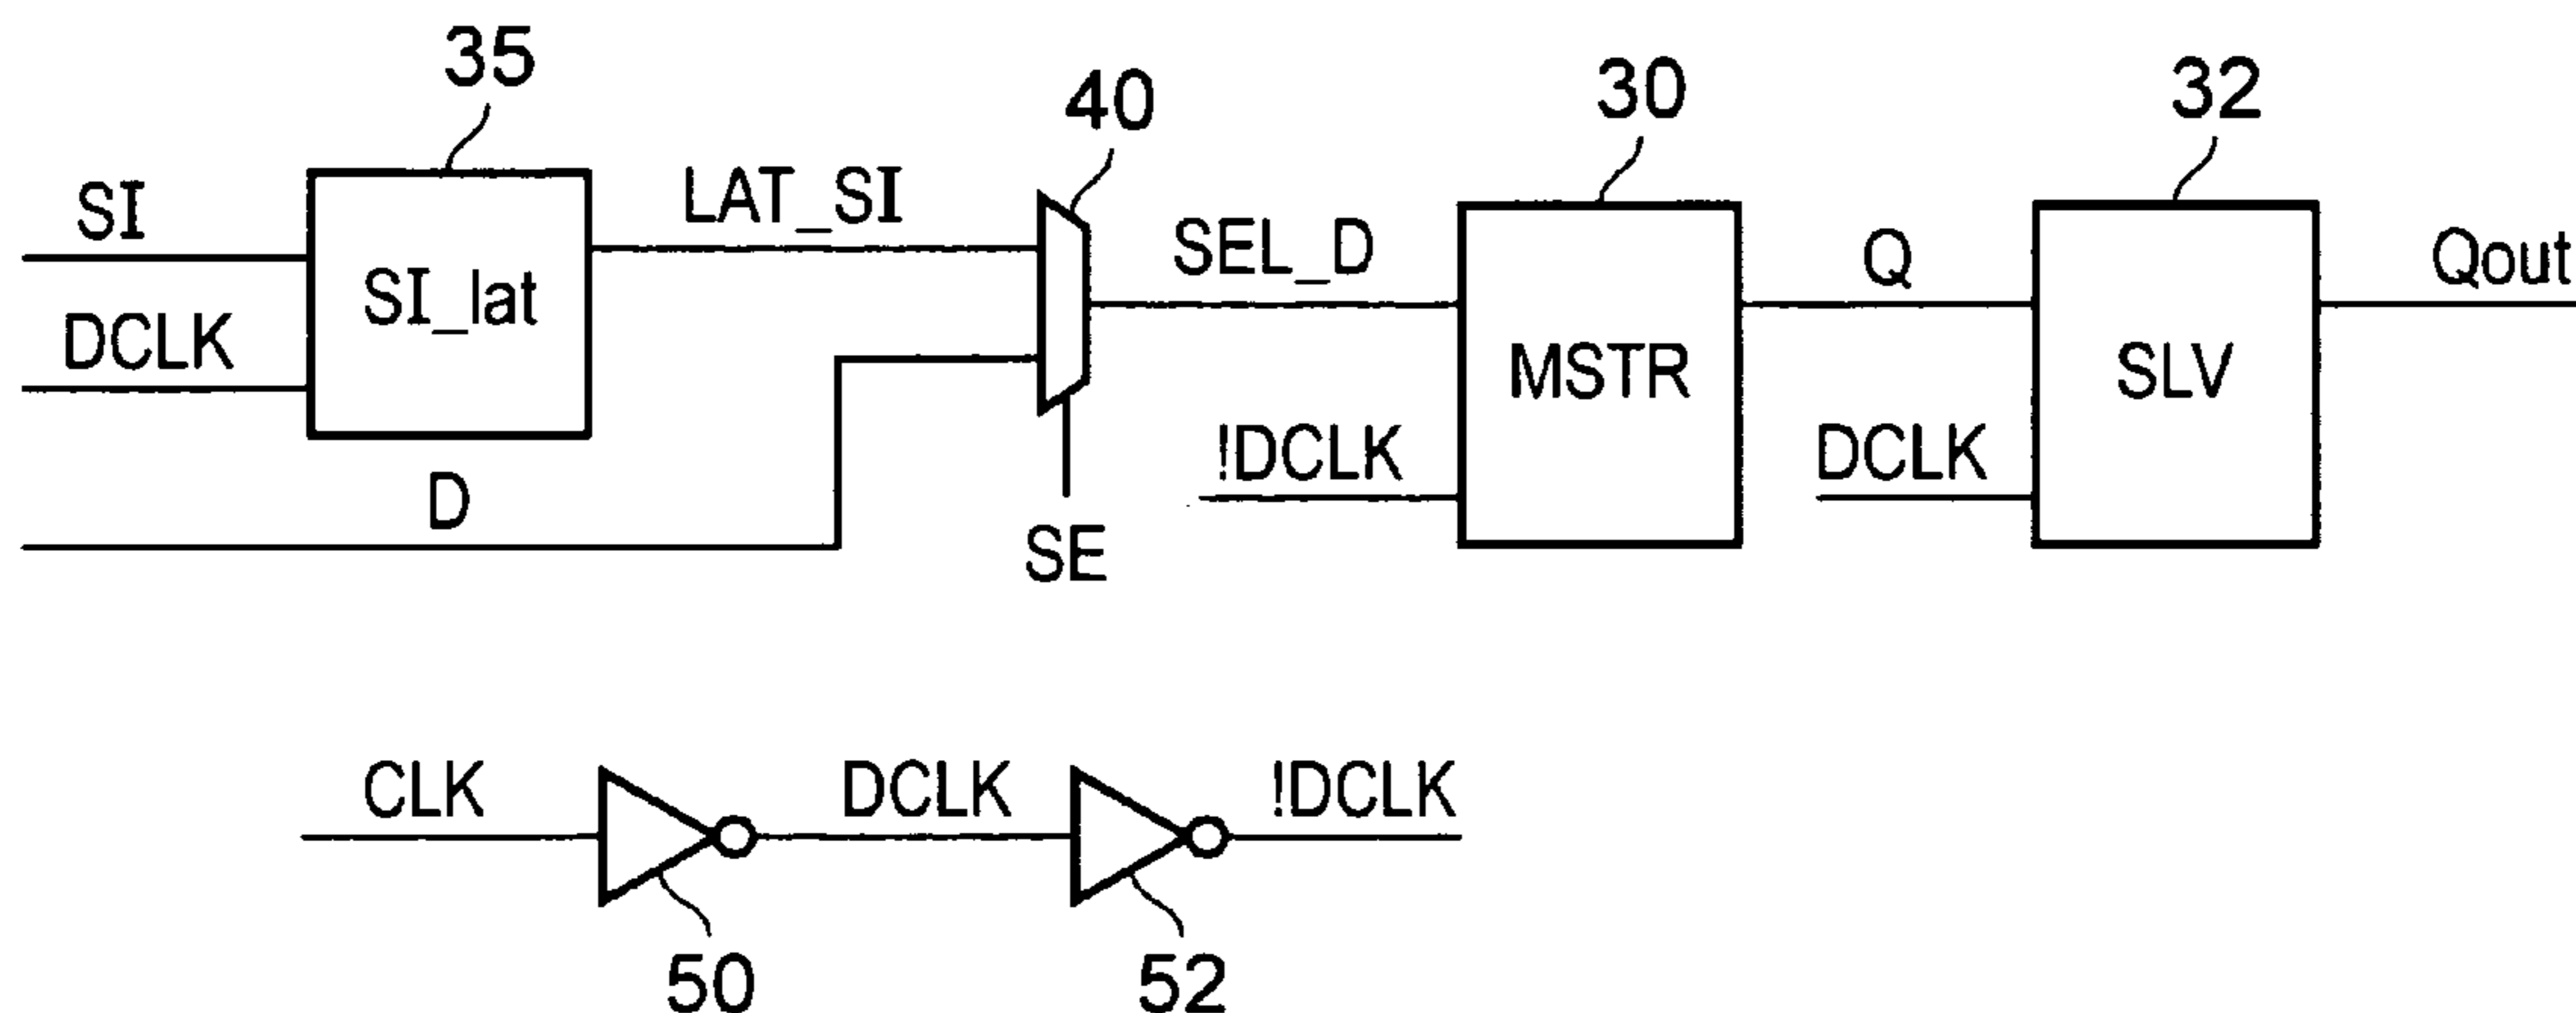 35
40
30
32
SI
LAT_SI
SEL_D
Q
Qout
SI_lat
DCLK
MSTR
SLV
!DCLK
DCLK
D
SE
CLK
DCLK
!DCLK
50
52